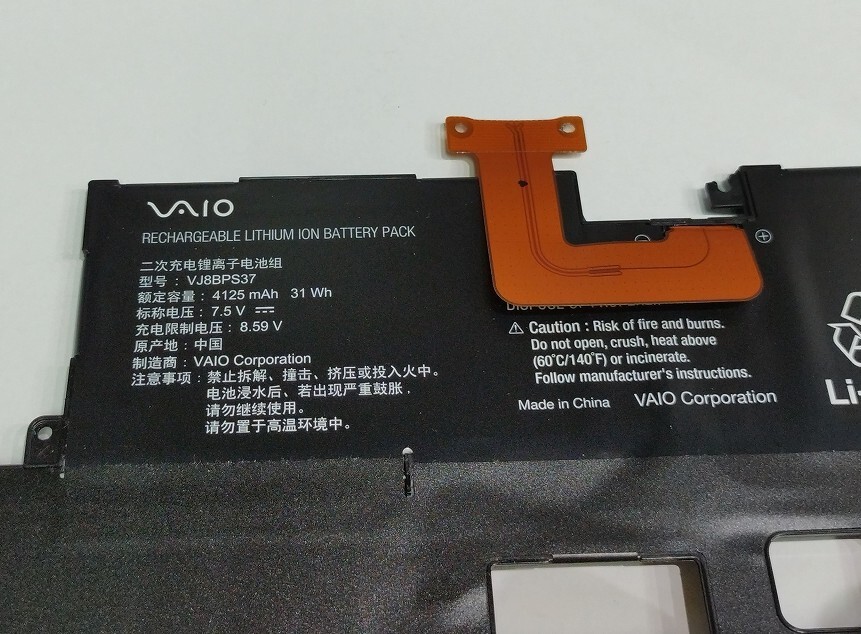 VAIO
RECHARGEABLE LITHIUM ION BATTERY PACK
二次充电锂离子电池组
型号：VJ8BPS37
额定容量：4125 mAh 31 Wh
标称电压：7.5 V
充电限制电压：8.59 V
原产地：中国
制造商：VAIO Corporation
注意事项：禁止拆解、撞击、挤压或投入火中。
电池浸水后、若出现严重鼓胀，
请勿继续使用。
请勿置于高温环境中。
⚠ Caution : Risk of fire and burns.
Do not open, crush, heat above
(60°C/140°F) or incinerate.
Follow manufacturer's instructions.
Made in China VAIO Corporation
Li-